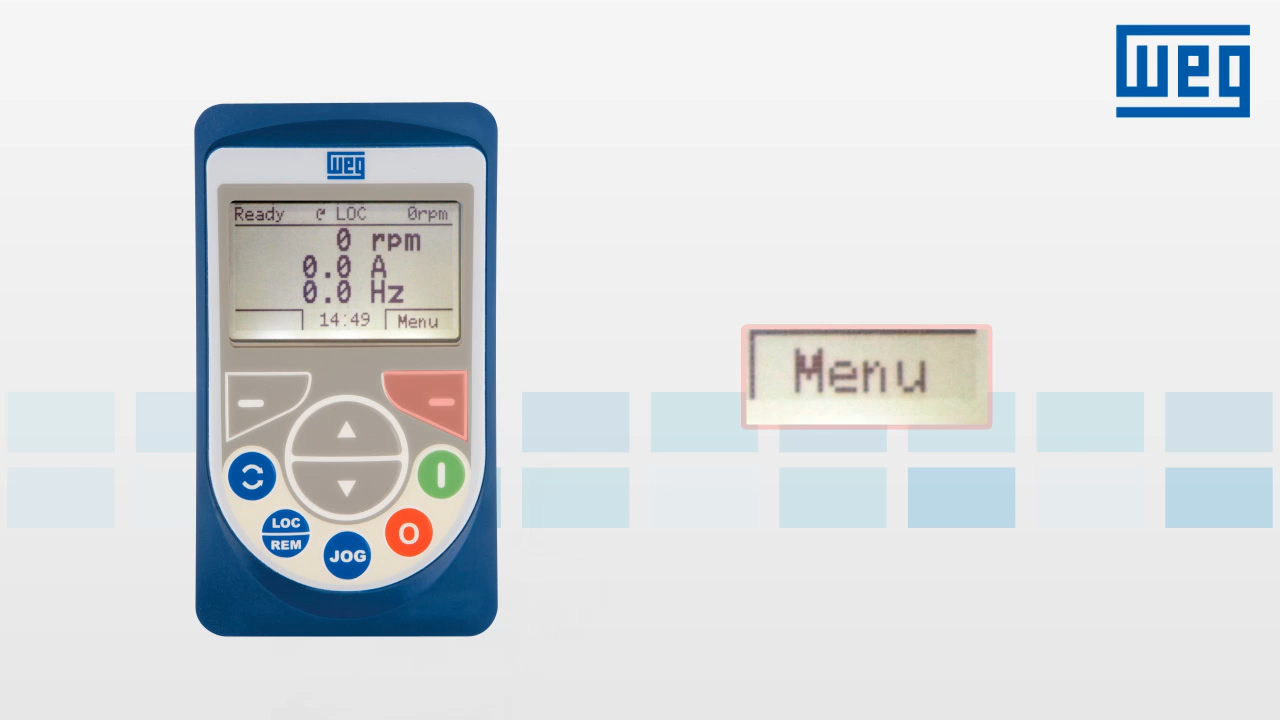 weg
weg
Ready LOC 0rpm
0 rpm
0.0 A
0.0 Hz
14:49 Menu
Menu
LOC
REM
JOG
O